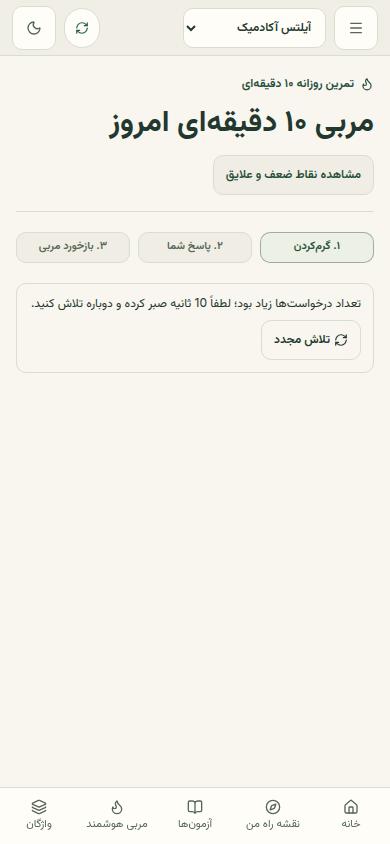 آیلتس آکادمیک
تمرین روزانه ۱۰ دقیقه‌ای
مربی ۱۰ دقیقه‌ای امروز
مشاهده نقاط ضعف و علایق
۱. گرم‌کردن
۲. پاسخ شما
۳. بازخورد مربی
تعداد درخواست‌ها زیاد بود؛ لطفاً 10 ثانیه صبر کرده و دوباره تلاش کنید.
تلاش مجدد
خانه
نقشه راه من
آزمون‌ها
مربی هوشمند
واژگان